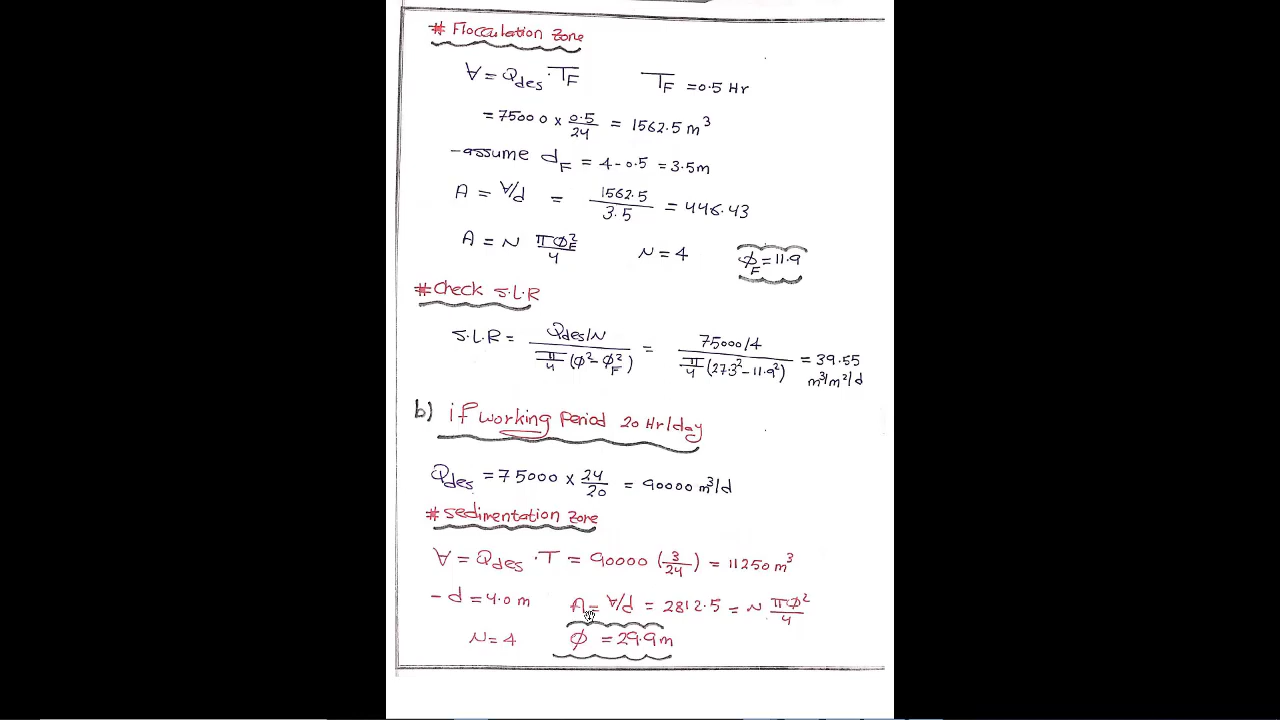 # Flocculation Zone
∀ = Qdes · TF    TF = 0.5 Hr
= 75000 × 0.5/24 = 1562.5 m³
- assume dF = 4 - 0.5 = 3.5m
A = ∀/d = 1562.5/3.5 = 446.43
A = N πϕF²/4    N = 4    ϕF = 11.9
# Check S.L.R
S.L.R = Qdes/N / π/4 (ϕ² - ϕF²) = 75000/4 / π/4 (27.3² - 11.9²) = 39.55 m³/m²/d
b) if working Period 20 Hr/day
Qdes = 75000 × 24/20 = 90000 m³/d
# Sedimentation Zone
∀ = Qdes · T = 90000 (3/24) = 11250 m³
- d = 4.0 m    A = ∀/d = 2812.5 = N πϕ²/4
N = 4    ϕ = 29.9m